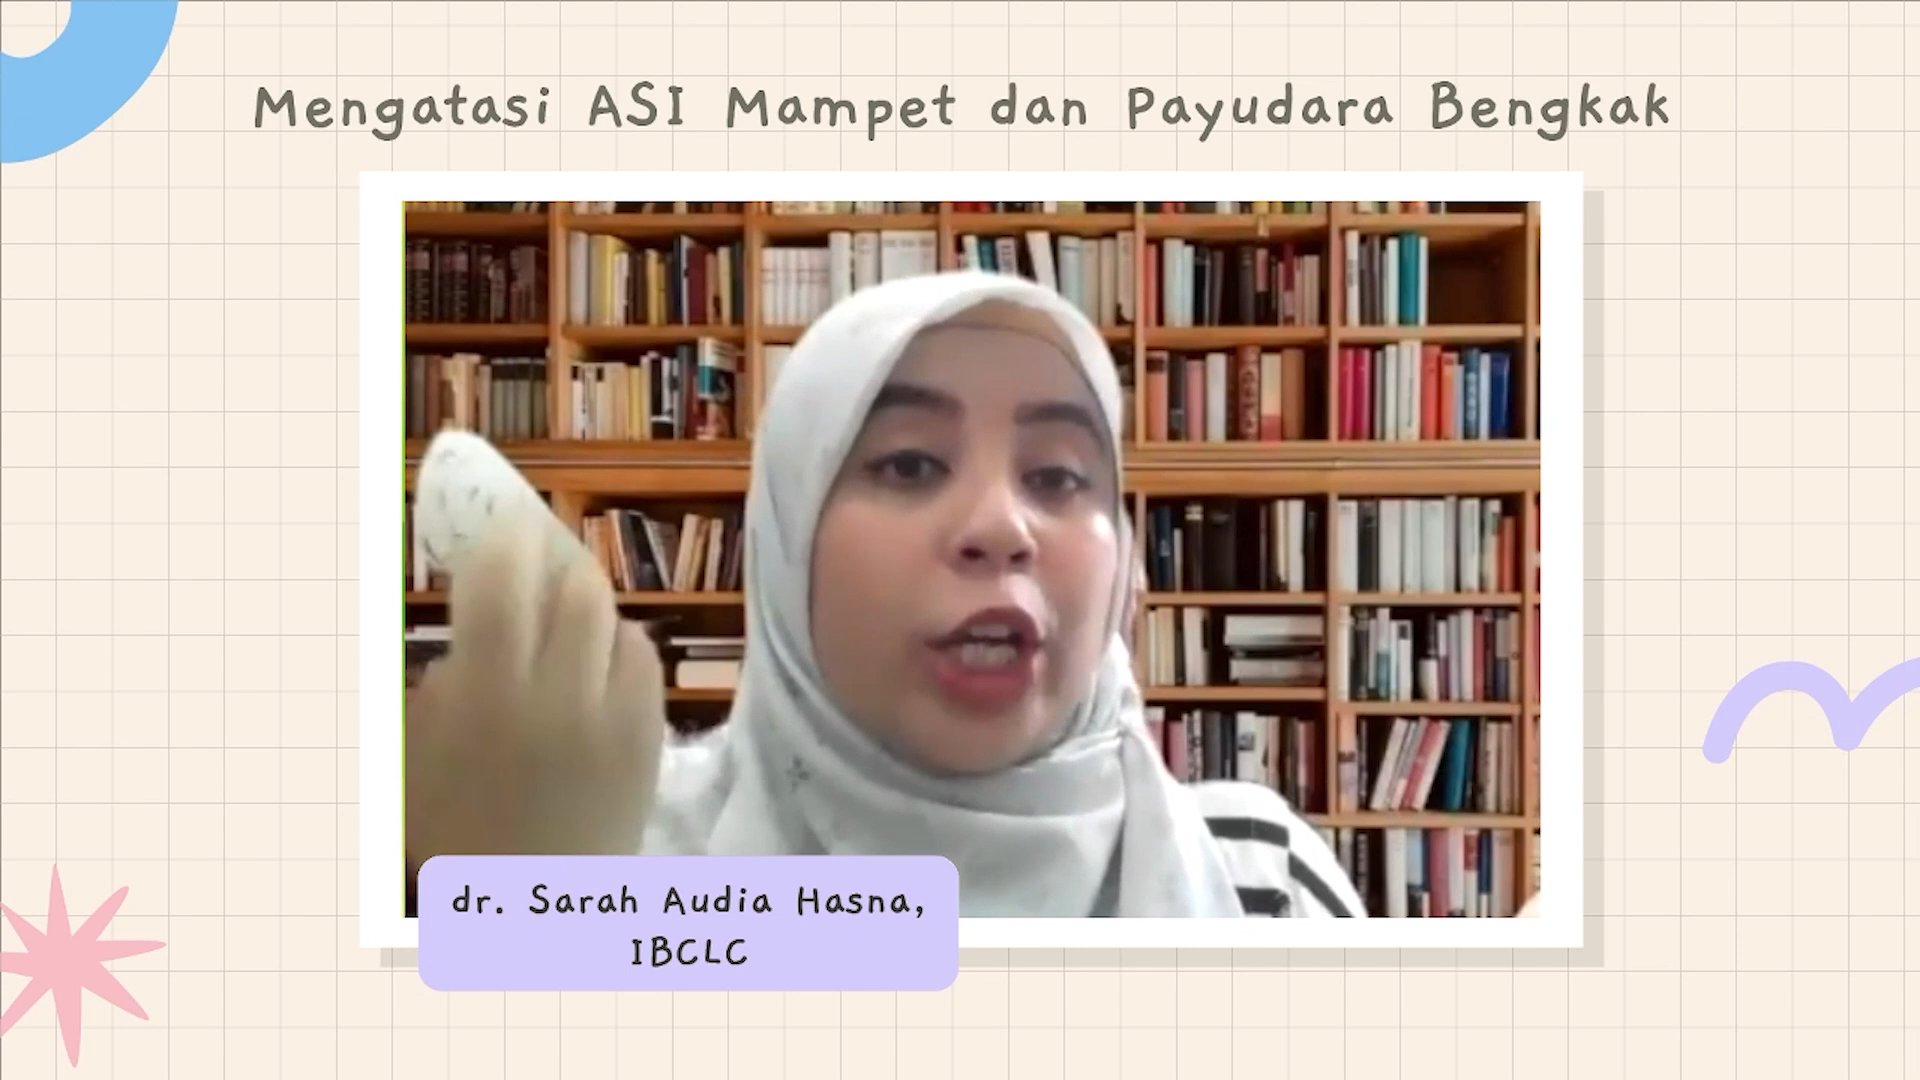 Mengatasi ASI Mampet dan Payudara Bengkak
dr. Sarah Audia Hasna,
IBCLC